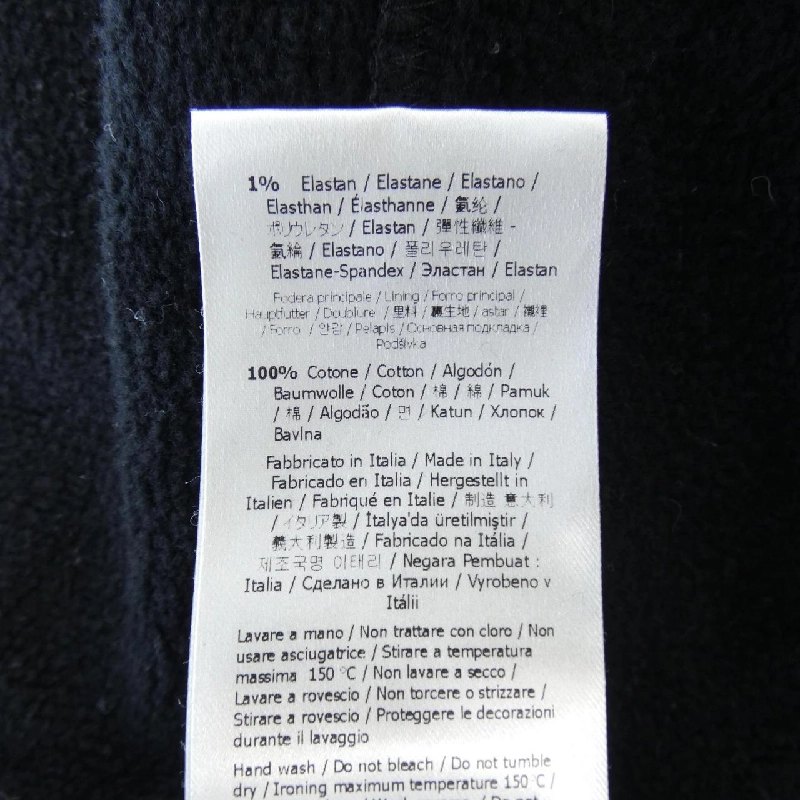 1% Elastan / Elastane / Elastano /
Elasthan / Élasthanne / 氨纶 /
ポリウレタン / Elastan / 彈性纖維 -
氨綸 / Elastano / 폴리우레탄 /
Elastane-Spandex / Эластан / Elastan
Fodera principale / Lining / Forro principal /
Hauptfutter / Doublure / 里料 / 裏生地 / astar / 纖維
/ Forro / 안감 / Pelapis / Основная подкладка /
Podšívka
100% Cotone / Cotton / Algodón /
Baumwolle / Coton / 棉 / 綿 / Pamuk
/ 棉 / Algodão / 면 / Katun / Хлопок /
Bavlna
Fabbricato in Italia / Made in Italy /
Fabricado en Italia / Hergestellt in
Italien / Fabriqué en Italie / 制造 意大利
/ イタリア製 / İtalya'da üretilmiştir /
義大利製造 / Fabricado na Itália /
제조국명 이태리 / Negara Pembuat :
Italia / Сделано в Италии / Vyrobeno v
Itálii
Lavare a mano / Non trattare con cloro / Non
usare asciugatrice / Stirare a temperatura
massima 150 °C / Non lavare a secco /
Lavare a rovescio / Non torcere o strizzare /
Stirare a rovescio / Proteggere le decorazioni
durante il lavaggio
Hand wash / Do not bleach / Do not tumble
dry / Ironing maximum temperature 150 °C /